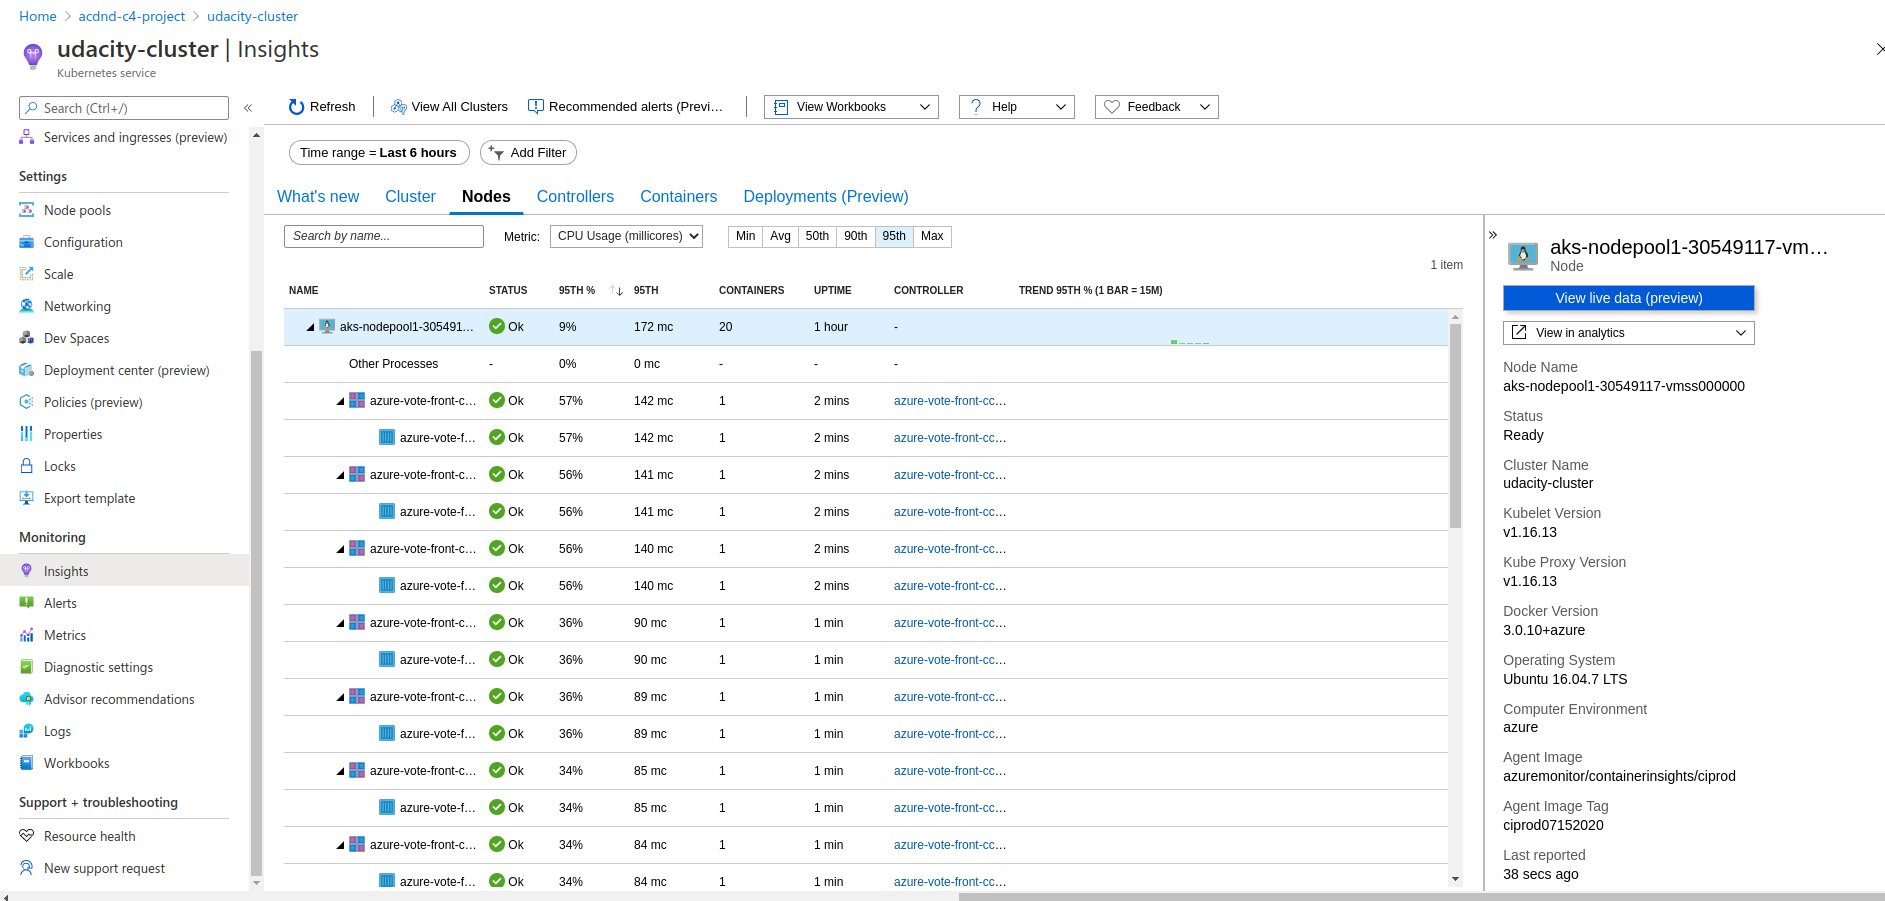 Home > acdnd-c4-project > udacity-cluster
udacity-cluster | Insights
Kubernetes service
Search (Ctrl+/)
«
Services and ingresses (preview)
Settings
Node pools
Configuration
Scale
Networking
Dev Spaces
Deployment center (preview)
Policies (preview)
Properties
Locks
Export template
Monitoring
Insights
Alerts
Metrics
Diagnostic settings
Advisor recommendations
Logs
Workbooks
Support + troubleshooting
Resource health
New support request
Refresh View All Clusters Recommended alerts (Previ... View Workbooks Help Feedback
Time range = Last 6 hours Add Filter
What's new Cluster Nodes Controllers Containers Deployments (Preview)
Search by name... Metric: CPU Usage (millicores) Min Avg 50th 90th 95th Max
1 item
NAME STATUS 95TH % ↑↓ 95TH CONTAINERS UPTIME CONTROLLER TREND 95TH % (1 BAR = 15M)
aks-nodepool1-305491... Ok 9% 172 mc 20 1 hour -
Other Processes - 0% 0 mc - - -
azure-vote-front-c... Ok 57% 142 mc 1 2 mins azure-vote-front-cc...
azure-vote-f... Ok 57% 142 mc 1 2 mins azure-vote-front-cc...
azure-vote-front-c... Ok 56% 141 mc 1 2 mins azure-vote-front-cc...
azure-vote-f... Ok 56% 141 mc 1 2 mins azure-vote-front-cc...
azure-vote-front-c... Ok 56% 140 mc 1 2 mins azure-vote-front-cc...
azure-vote-f... Ok 56% 140 mc 1 2 mins azure-vote-front-cc...
azure-vote-front-c... Ok 36% 90 mc 1 1 min azure-vote-front-cc...
azure-vote-f... Ok 36% 90 mc 1 1 min azure-vote-front-cc...
azure-vote-front-c... Ok 36% 89 mc 1 1 min azure-vote-front-cc...
azure-vote-f... Ok 36% 89 mc 1 1 min azure-vote-front-cc...
azure-vote-front-c... Ok 34% 85 mc 1 1 min azure-vote-front-cc...
azure-vote-f... Ok 34% 85 mc 1 1 min azure-vote-front-cc...
azure-vote-front-c... Ok 34% 84 mc 1 1 min azure-vote-front-cc...
azure-vote-f... Ok 34% 84 mc 1 1 min azure-vote-front-cc...
»
aks-nodepool1-30549117-vm...
Node
View live data (preview)
View in analytics
Node Name
aks-nodepool1-30549117-vmss000000
Status
Ready
Cluster Name
udacity-cluster
Kubelet Version
v1.16.13
Kube Proxy Version
v1.16.13
Docker Version
3.0.10+azure
Operating System
Ubuntu 16.04.7 LTS
Computer Environment
azure
Agent Image
azuremonitor/containerinsights/ciprod
Agent Image Tag
ciprod07152020
Last reported
38 secs ago